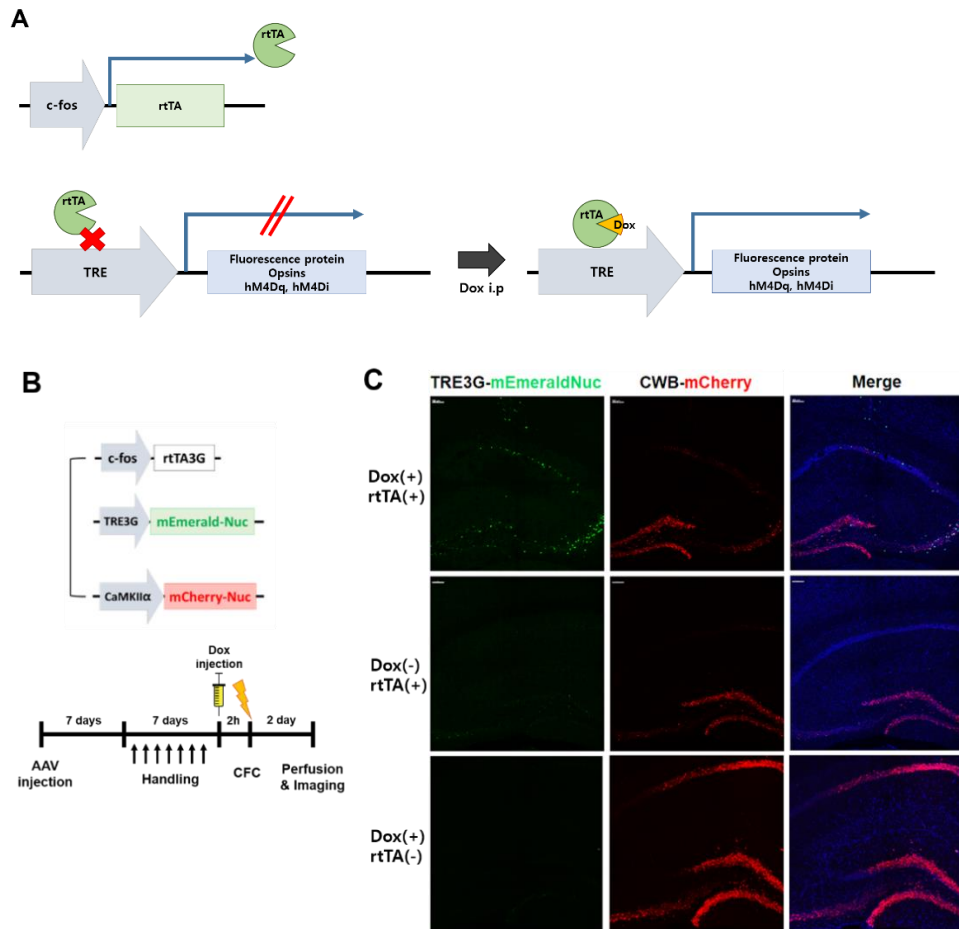 A
rtTA
c-fos
rtTA
rtTA
TRE
Fluorescence protein
Opsins
hM4Dq, hM4Di
Dox i.p
rtTA
Dox
TRE
Fluorescence protein
Opsins
hM4Dq, hM4Di
B
c-fos
rtTA3G
TRE3G
mEmerald-Nuc
CaMKIIα
mCherry-Nuc
Dox
injection
7 days
7 days
2h
2 day
AAV
injection
Handling
CFC
Perfusion
& Imaging
C
TRE3G-mEmeraldNuc
CWB-mCherry
Merge
Dox(+)
rtTA(+)
Dox(-)
rtTA(+)
Dox(+)
rtTA(-)